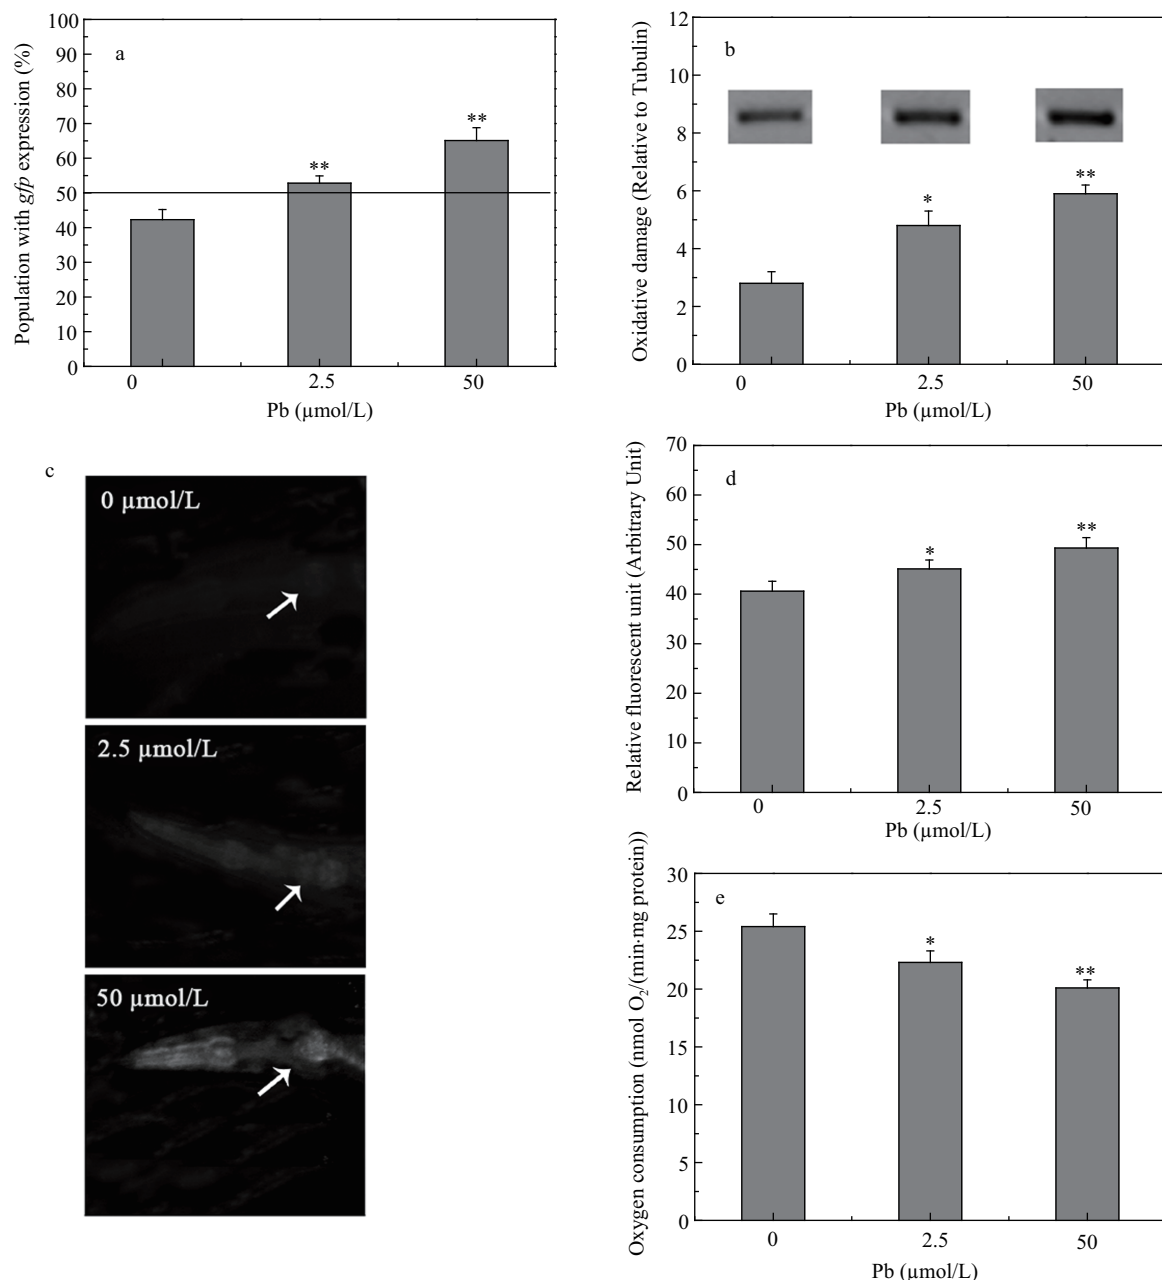 a
Population with gfp expression (%)
100
90
80
70
60
50
40
30
20
10
0
**
**
0 2.5 50
Pb (μmol/L)
b
Oxidative damage (Relative to Tubulin)
12
10
8
6
4
2
0
*
**
0 2.5 50
Pb (μmol/L)
c
0 μmol/L
2.5 μmol/L
50 μmol/L
d
Relative fluorescent unit (Arbitrary Unit)
70
60
50
40
30
20
10
0
*
**
0 2.5 50
Pb (μmol/L)
e
Oxygen consumption (nmol O₂/(min·mg protein))
30
25
20
15
10
5
0
*
**
0 2.5 50
Pb (μmol/L)